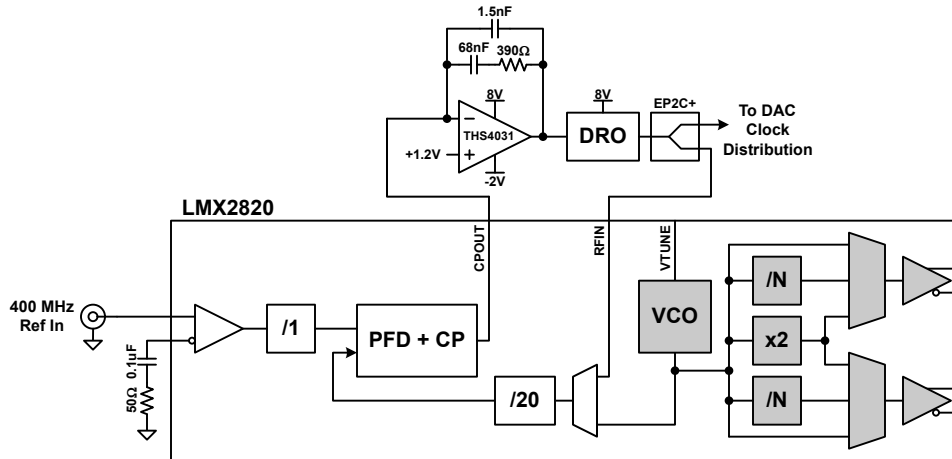 1.5nF
68nF
390Ω
8V
THS4031
+1.2V
-2V
8V
DRO
EP2C+
To DAC
Clock
Distribution
LMX2820
CPOUT
RFIN
VTUNE
400 MHz
Ref In
/1
PFD + CP
/20
VCO
/N
x2
/N
0.1uF
50Ω